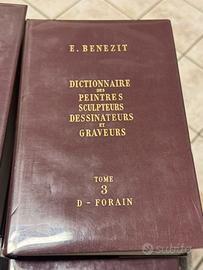 E. BENEZIT
DICTIONNAIRE
DES
PEINTRES
SCULPTEURS
DESSINATEURS
ET
GRAVEURS
TOME
3
D - FORAIN
subito